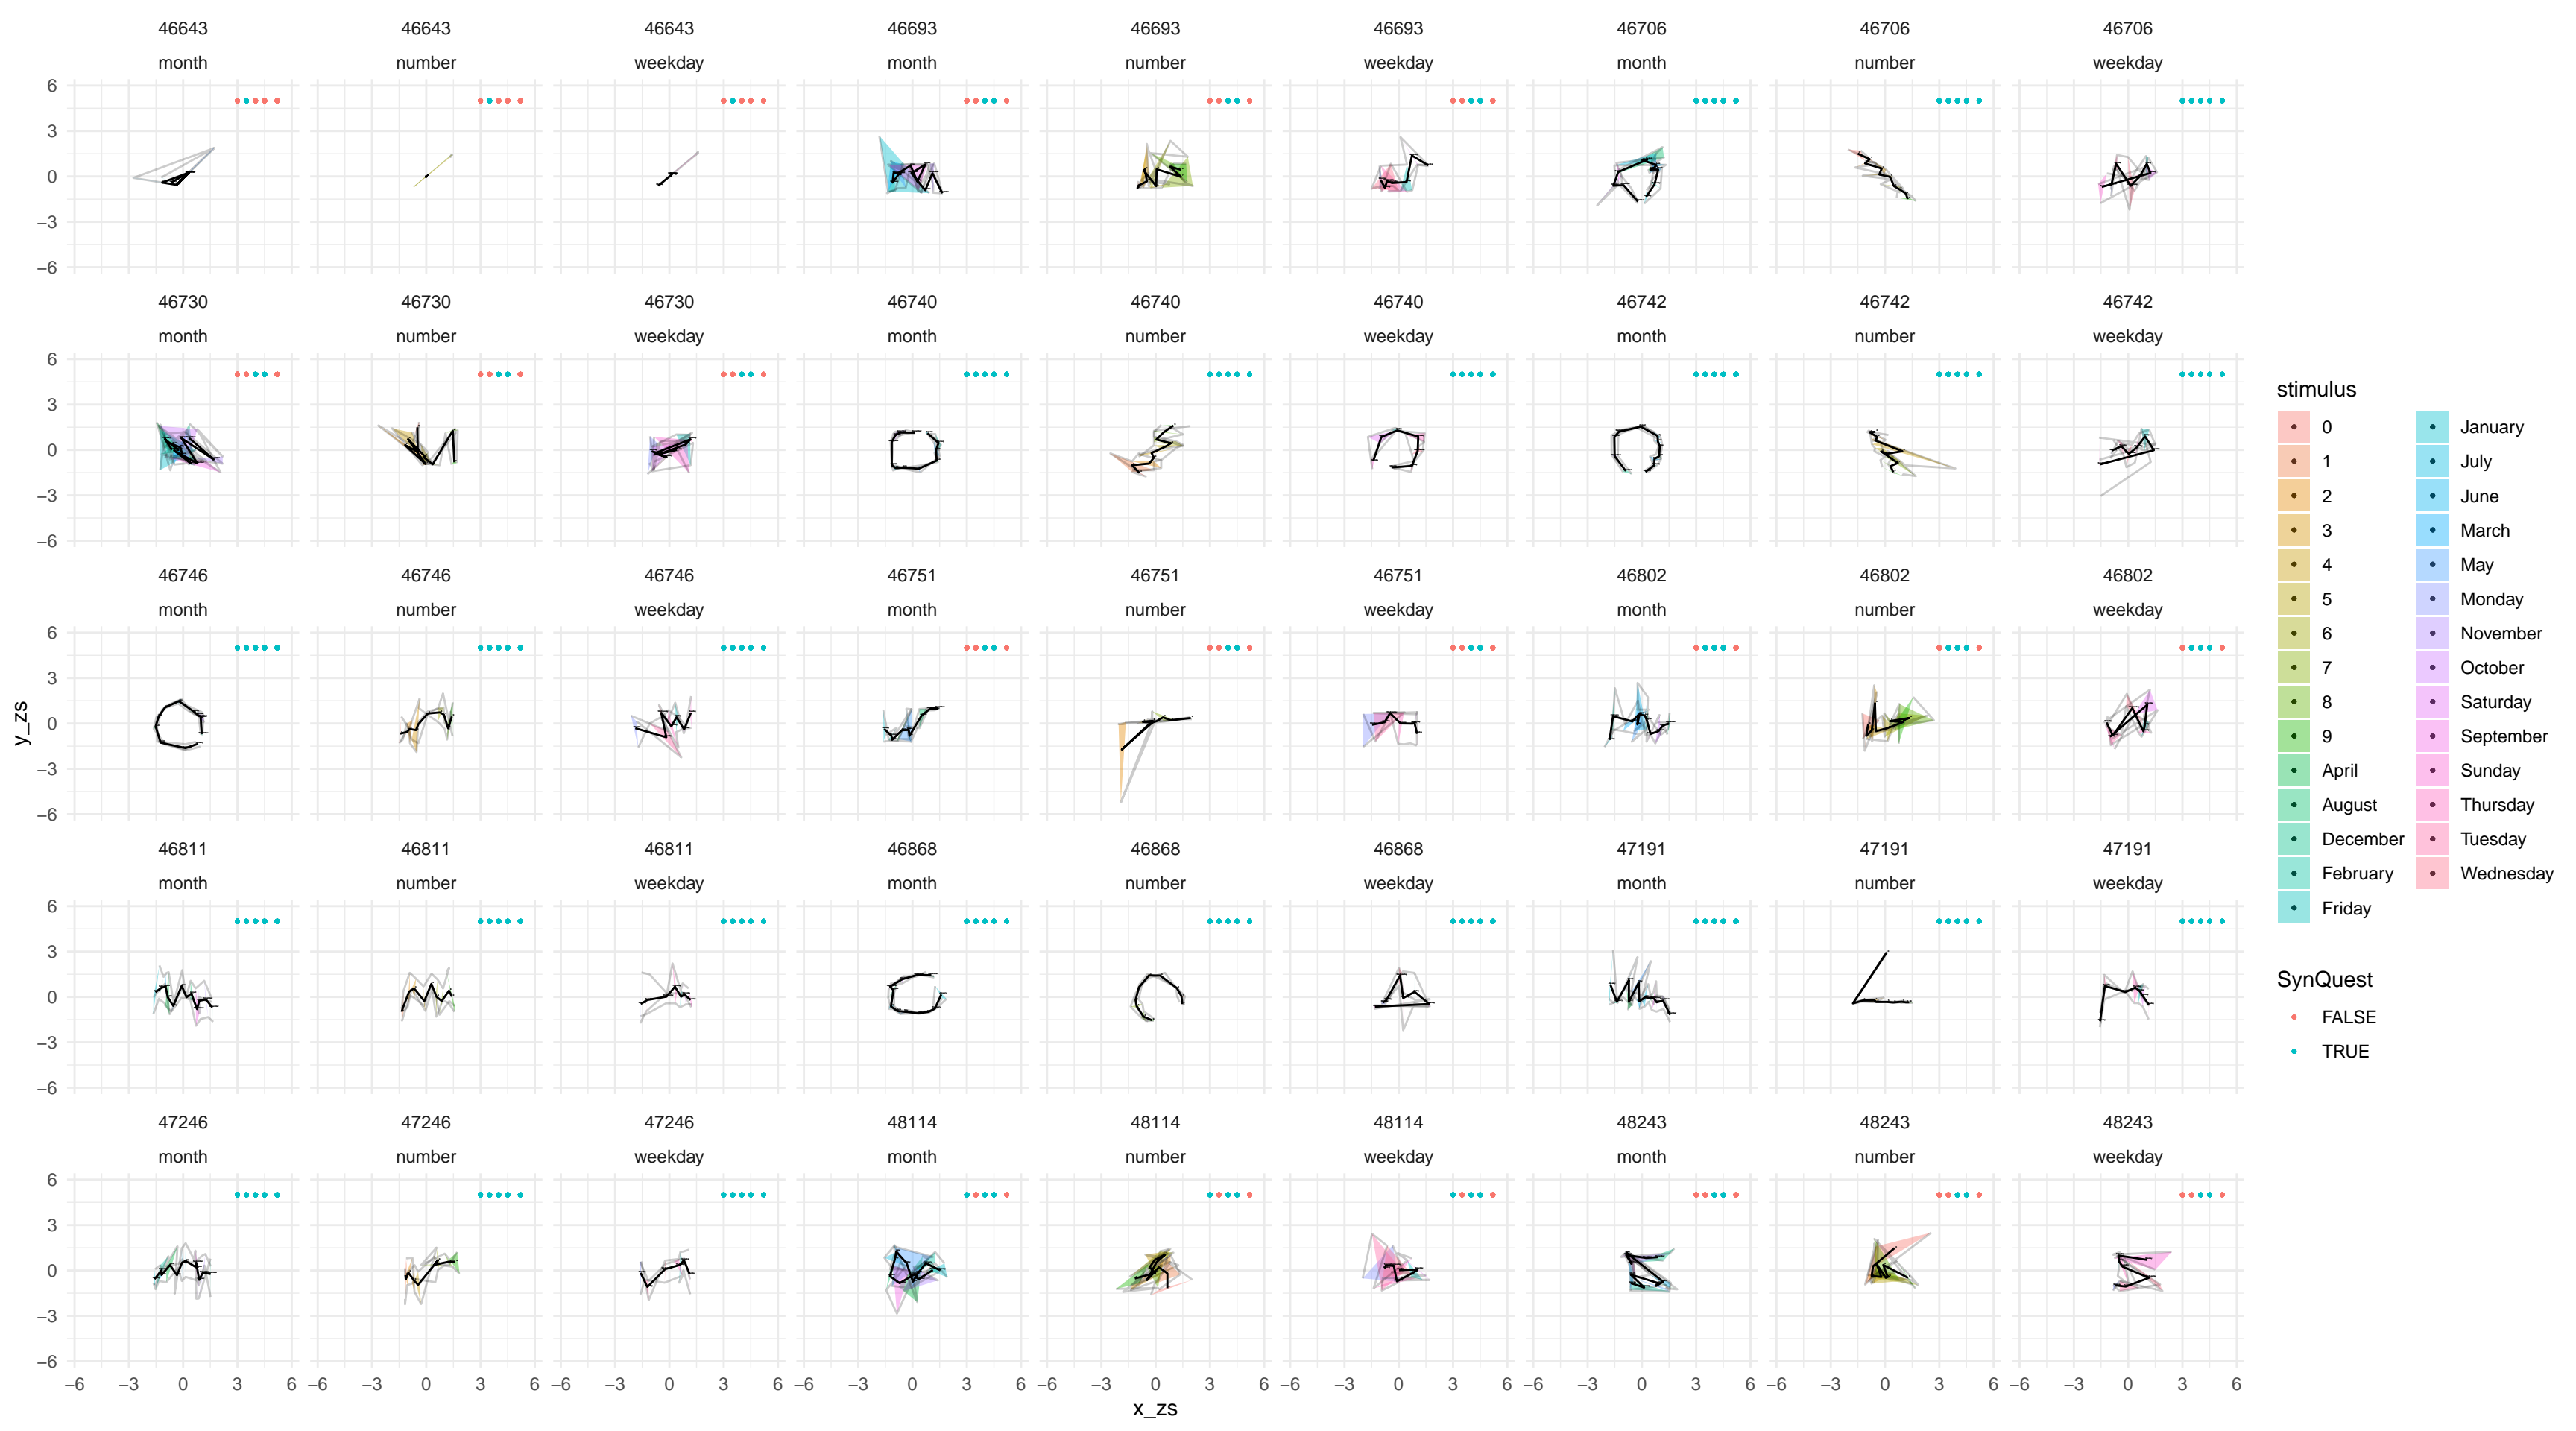 46643 46643 46643 46693 46693 46693 46706 46706 46706
month number weekday month number weekday month number weekday
6
3
0
−3
−6
46730 46730 46730 46740 46740 46740 46742 46742 46742
month number weekday month number weekday month number weekday
6
3
0
−3
−6
46746 46746 46746 46751 46751 46751 46802 46802 46802
month number weekday month number weekday month number weekday
6
3
0
−3
−6
46811 46811 46811 46868 46868 46868 47191 47191 47191
month number weekday month number weekday month number weekday
6
3
0
−3
−6
47246 47246 47246 48114 48114 48114 48243 48243 48243
month number weekday month number weekday month number weekday
6
3
0
−3
−6
−6 −3 0 3 6 −6 −3 0 3 6 −6 −3 0 3 6 −6 −3 0 3 6 −6 −3 0 3 6 −6 −3 0 3 6 −6 −3 0 3 6 −6 −3 0 3 6 −6 −3 0 3 6
x_zs
y_zs
stimulus
0 January
1 July
2 June
3 March
4 May
5 Monday
6 November
7 October
8 Saturday
9 September
April Sunday
August Thursday
December Tuesday
February Wednesday
Friday
SynQuest
FALSE
TRUE